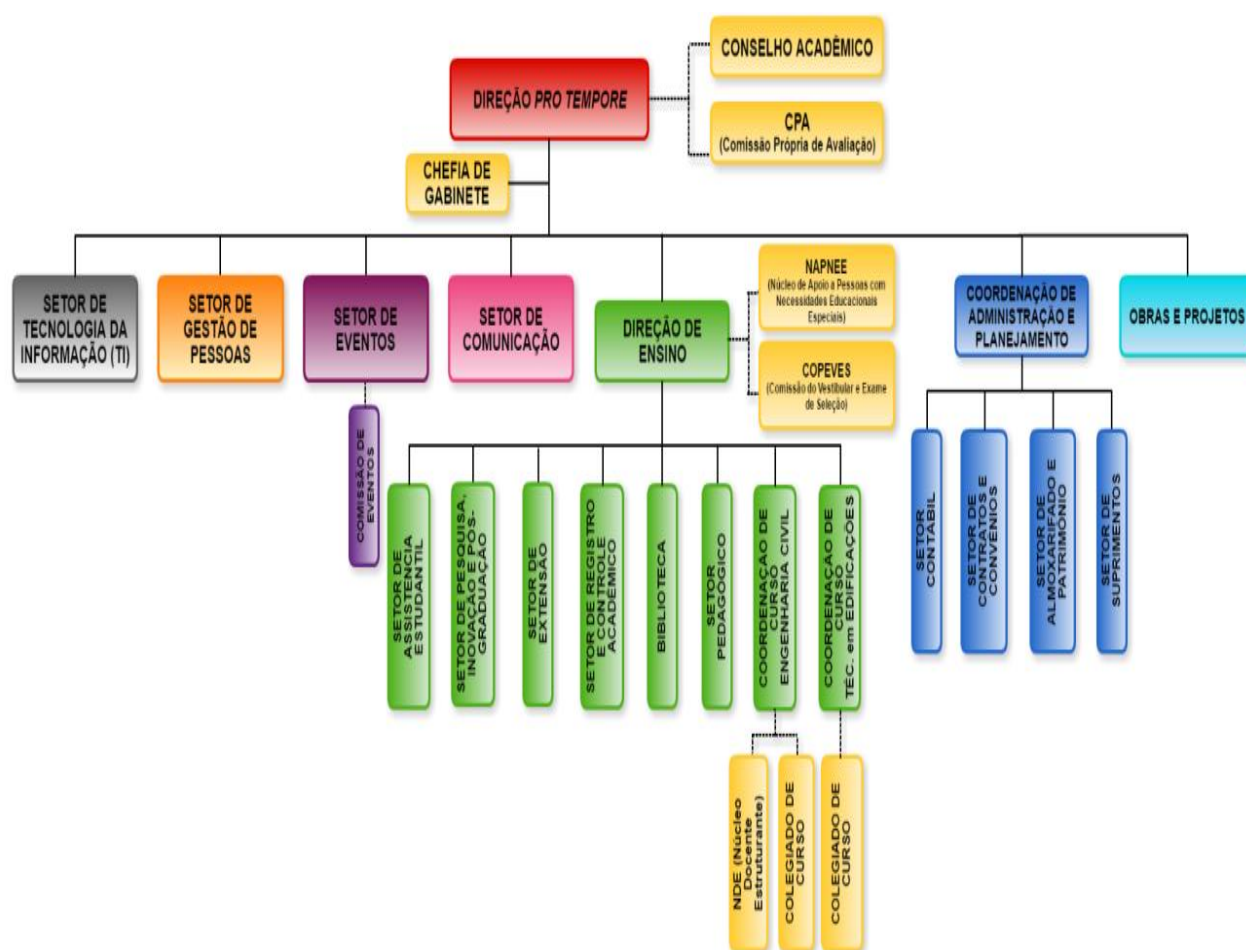 CONSELHO ACADÊMICO
DIREÇÃO PRO TEMPORE
CPA
(Comissão Própria de Avaliação)
CHEFIA DE
GABINETE
SETOR DE
TECNOLOGIA DA
INFORMAÇÃO (TI)
SETOR DE
GESTÃO DE
PESSOAS
SETOR DE
EVENTOS
SETOR DE
COMUNICAÇÃO
DIREÇÃO DE
ENSINO
NAPNEE
(Núcleo de Apoio a Pessoas com
Necessidades Educacionais
Especiais)
COPEVES
(Comissão do Vestibular e Exame
de Seleção)
COORDENAÇÃO DE
ADMINISTRAÇÃO E
PLANEJAMENTO
OBRAS E PROJETOS
COMISSÃO DE
EVENTOS
SETOR DE
ASSISTÊNCIA
ESTUDANTIL
SETOR DE PESQUISA,
INOVAÇÃO E PÓS-
GRADUAÇÃO
SETOR DE
EXTENSÃO
SETOR DE REGISTRO
E CONTROLE
ACADÊMICO
BIBLIOTECA
SETOR
PEDAGÓGICO
COORDENAÇÃO DE
CURSO
ENGENHARIA CIVIL
COORDENAÇÃO DE
CURSO
TÉC. em EDIFICAÇÕES
SETOR
CONTÁBIL
SETOR DE
CONTRATOS E
CONVÊNIOS
SETOR DE
ALMOXARIFADO E
PATRIMÔNIO
SETOR DE
SUPRIMENTOS
NDE (Núcleo
Docente
Estruturante)
COLEGIADO DE
CURSO
COLEGIADO DE
CURSO